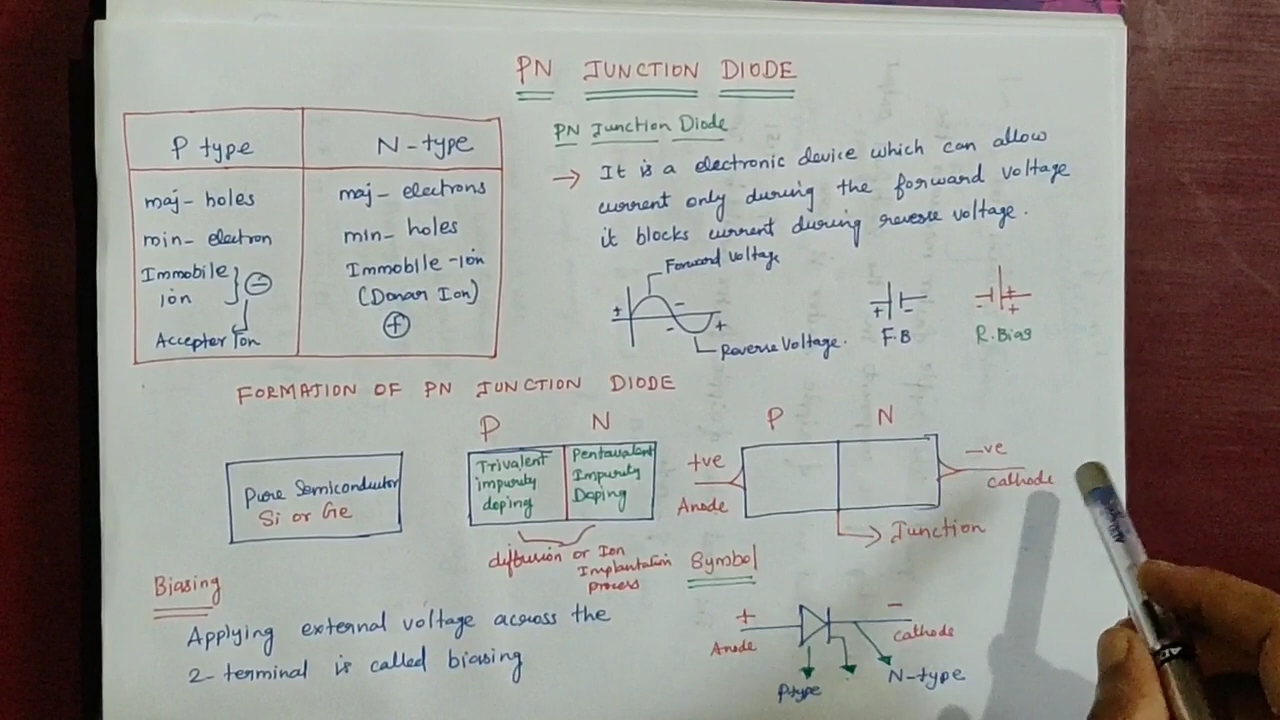 PN JUNCTION DIODE
P type
N-type
maj- holes
maj- electrons
min- electron
min- holes
Immobile
ion
-
Immobile -ion
(Donar Ion)
+
Accepter Ion
PN Junction Diode
→ It is a electronic device which can allow
current only during the forward voltage
it blocks current during reverse voltage.
Forward Voltage
+ -
- +
Reverse Voltage.
+ -
F.B
- +
+
R.Bias
FORMATION OF PN JUNCTION DIODE
Pure Semiconductor
Si or Ge
P N
Trivalent
impurity
doping
Pentavalent
Impurity
Doping
diffusion or Ion
Implantation
process
P N
+ve
Anode
-ve
cathode
Junction
Biasing
Applying external voltage across the
2- terminal is called biasing
Symbol
+ -
Anode
cathode
Ptype
N-type